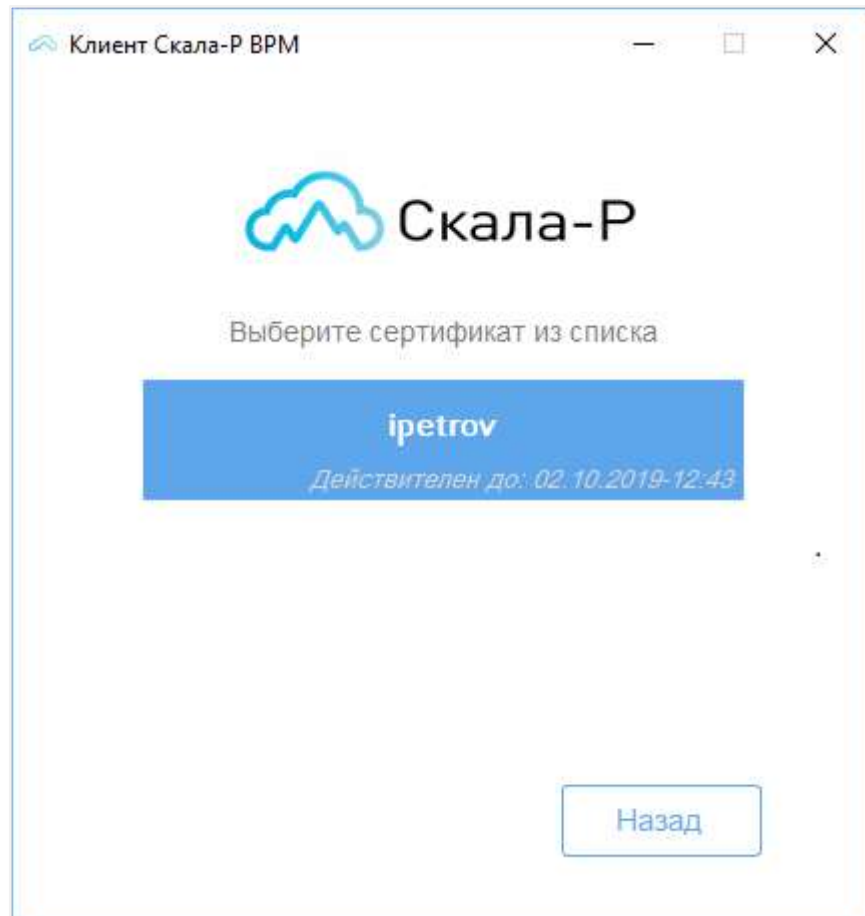 Клиент Скала-Р ВРМ
Скала-Р
Выберите сертификат из списка
ipetrov
Действителен до: 02.10.2019-12:43
Назад